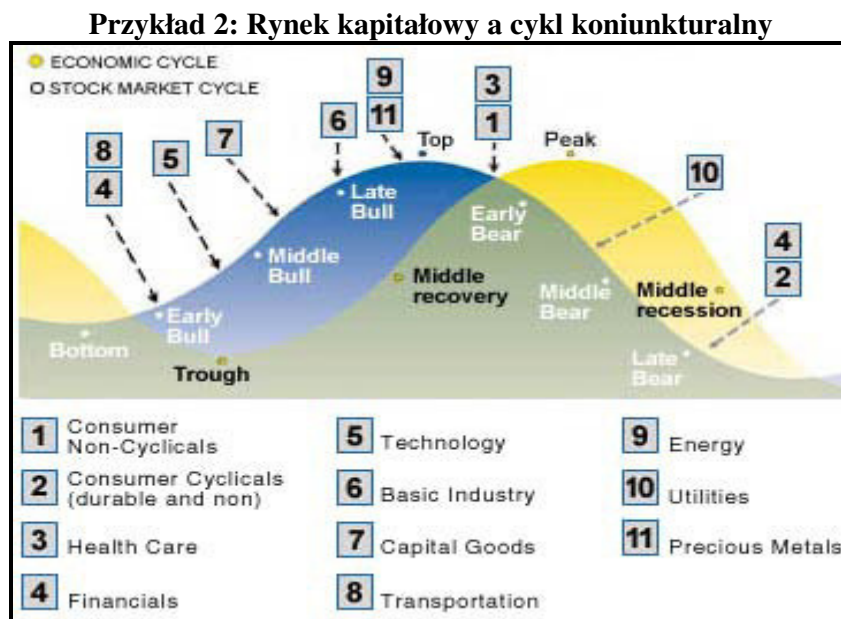 Przykład 2: Rynek kapitałowy a cykl koniunkturalny
ECONOMIC CYCLE
STOCK MARKET CYCLE
9
11
3
1
6
7
8
4
5
Top
Peak
10
Late
Bull
Early
Bear
4
2
Middle
Bull
Middle
recovery
Middle
Bear
Middle
recession
Early
Bull
Bottom
Trough
Late
Bear
1 Consumer
Non-Cyclicals
2 Consumer Cyclicals
(durable and non)
3 Health Care
4 Financials
5 Technology
6 Basic Industry
7 Capital Goods
8 Transportation
9 Energy
10 Utilities
11 Precious Metals